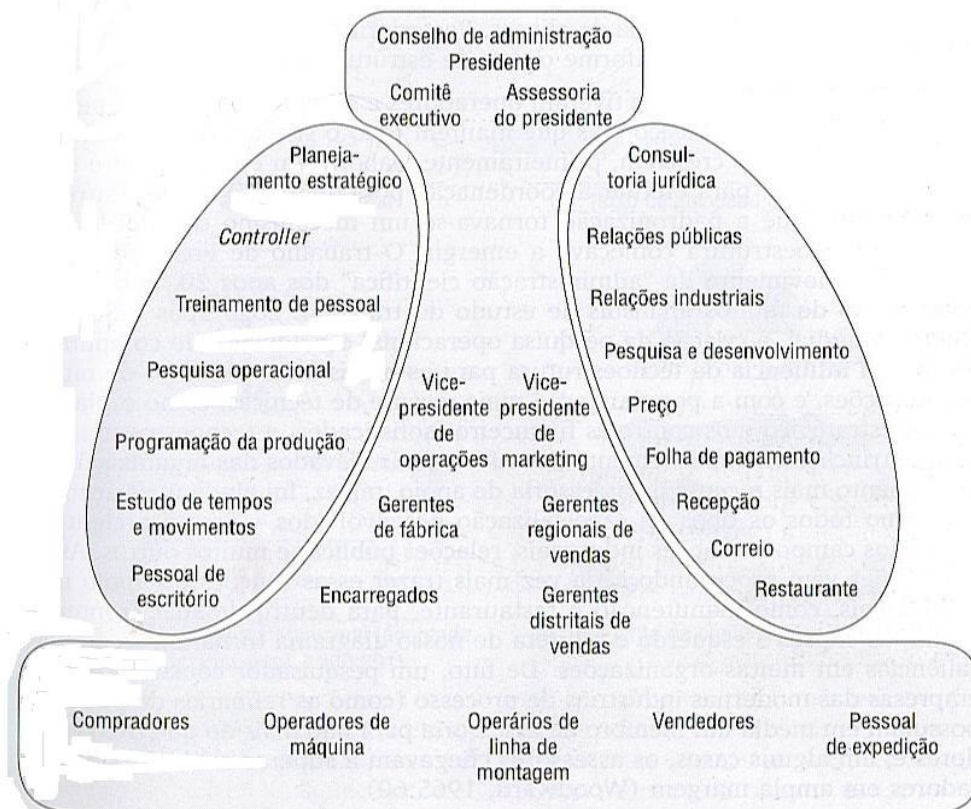 Conselho de administração
Presidente
Comitê
executivo
Assessoria
do presidente
Planeja-
mento estratégico
Controller
Treinamento de pessoal
Pesquisa operacional
Programação da produção
Estudo de tempos
e movimentos
Pessoal de
escritório
Vice-
presidente
de
operações
Vice-
presidente
de
marketing
Gerentes
de fábrica
Gerentes
regionais de
vendas
Encarregados
Gerentes
distritais de
vendas
Consul-
toria jurídica
Relações públicas
Relações industriais
Pesquisa e desenvolvimento
Preço
Folha de pagamento
Recepção
Correio
Restaurante
Compradores
Operadores de
máquina
Operários de
linha de
montagem
Vendedores
Pessoal
de expedição